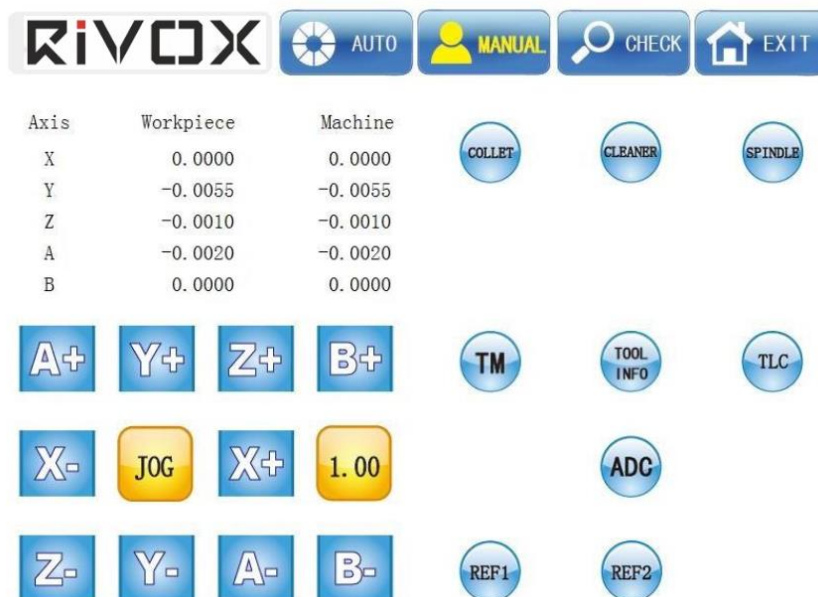 RiVOX AUTO MANUAL CHECK EXIT
Axis Workpiece Machine
X 0.0000 0.0000
Y -0.0055 -0.0055
Z -0.0010 -0.0010
A -0.0020 -0.0020
B 0.0000 0.0000
COLLET CLEANER SPINDLE
A+ Y+ Z+ B+
TM
TOOL
INFO
TLC
X- JOG X+ 1.00
ADC
Z- Y- A- B-
REF1 REF2